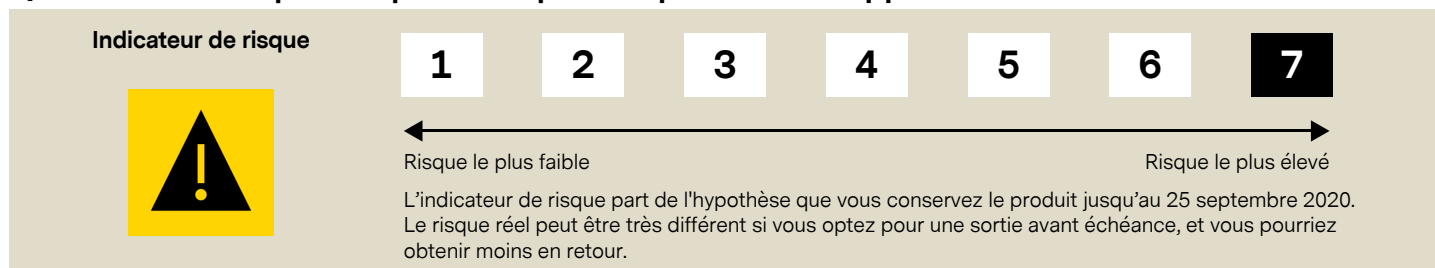 Indicateur de risque
1 2 3 4 5 6 7
Risque le plus faible Risque le plus élevé
L'indicateur de risque part de l'hypothèse que vous conservez le produit jusqu'au 25 septembre 2020.
Le risque réel peut être très différent si vous optez pour une sortie avant échéance, et vous pourriez
obtenir moins en retour.